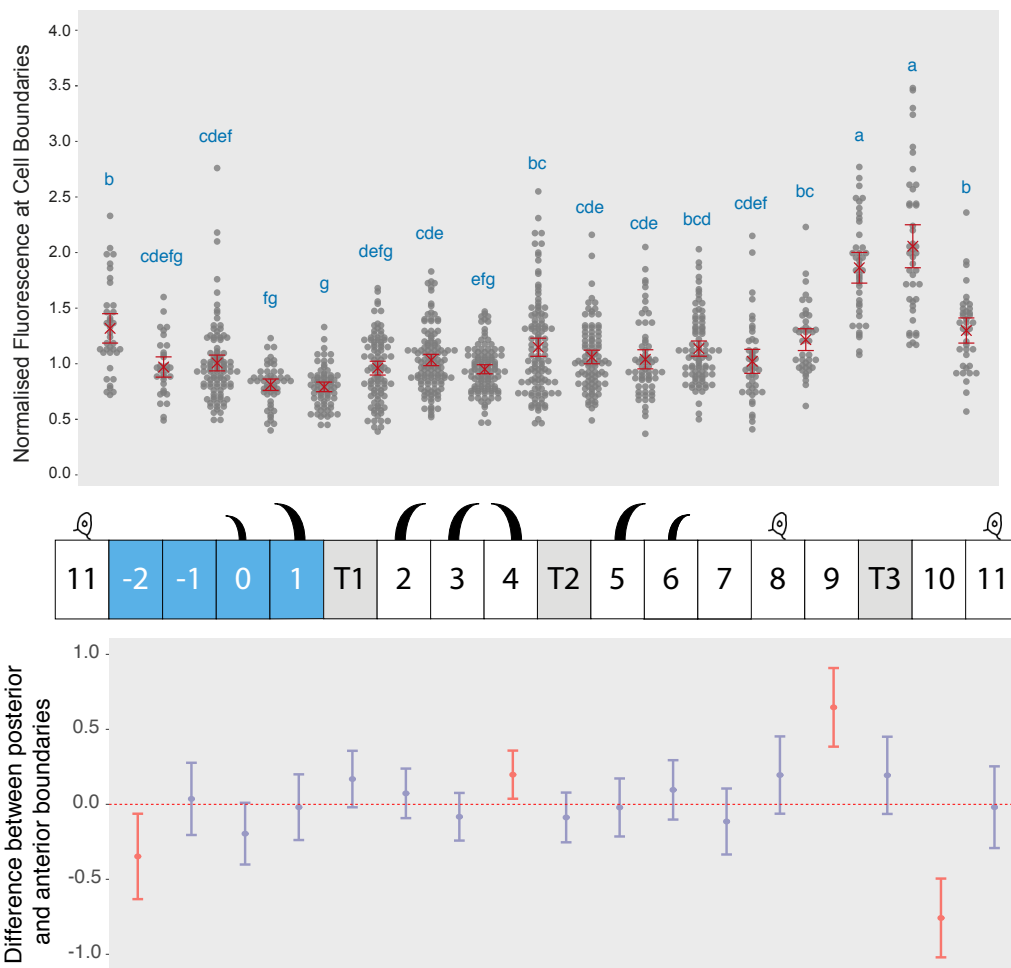 Normalised Fluorescence at Cell Boundaries
4.0
3.5
3.0
2.5
2.0
1.5
1.0
0.5
0.0
b
cdefg
cdef
fg
g
defg
cde
efg
bc
cde
cde
bcd
cdef
bc
a
a
b
11 -2 -1 0 1 T1 2 3 4 T2 5 6 7 8 9 T3 10 11
Difference between posterior
and anterior boundaries
1.0
0.5
0.0
-0.5
-1.0